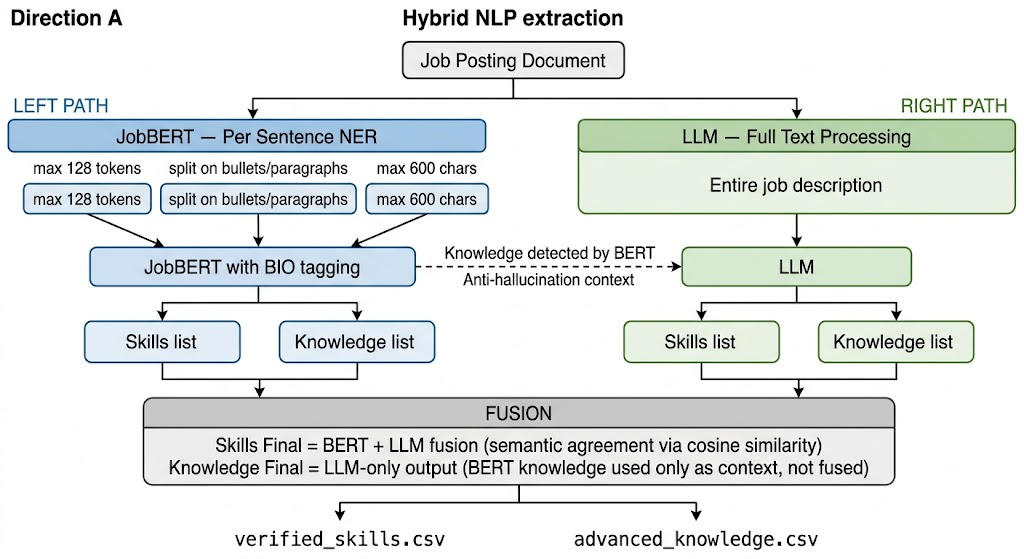 Direction A
Hybrid NLP extraction
Job Posting Document
LEFT PATH
RIGHT PATH
JobBERT — Per Sentence NER
LLM — Full Text Processing
max 128 tokens
split on bullets/paragraphs
max 600 chars
Entire job description
max 128 tokens
split on bullets/paragraphs
max 600 chars
JobBERT with BIO tagging
Knowledge detected by BERT
Anti-hallucination context
LLM
Skills list
Knowledge list
Skills list
Knowledge list
FUSION
Skills Final = BERT + LLM fusion (semantic agreement via cosine similarity)
Knowledge Final = LLM-only output (BERT knowledge used only as context, not fused)
verified_skills.csv
advanced_knowledge.csv